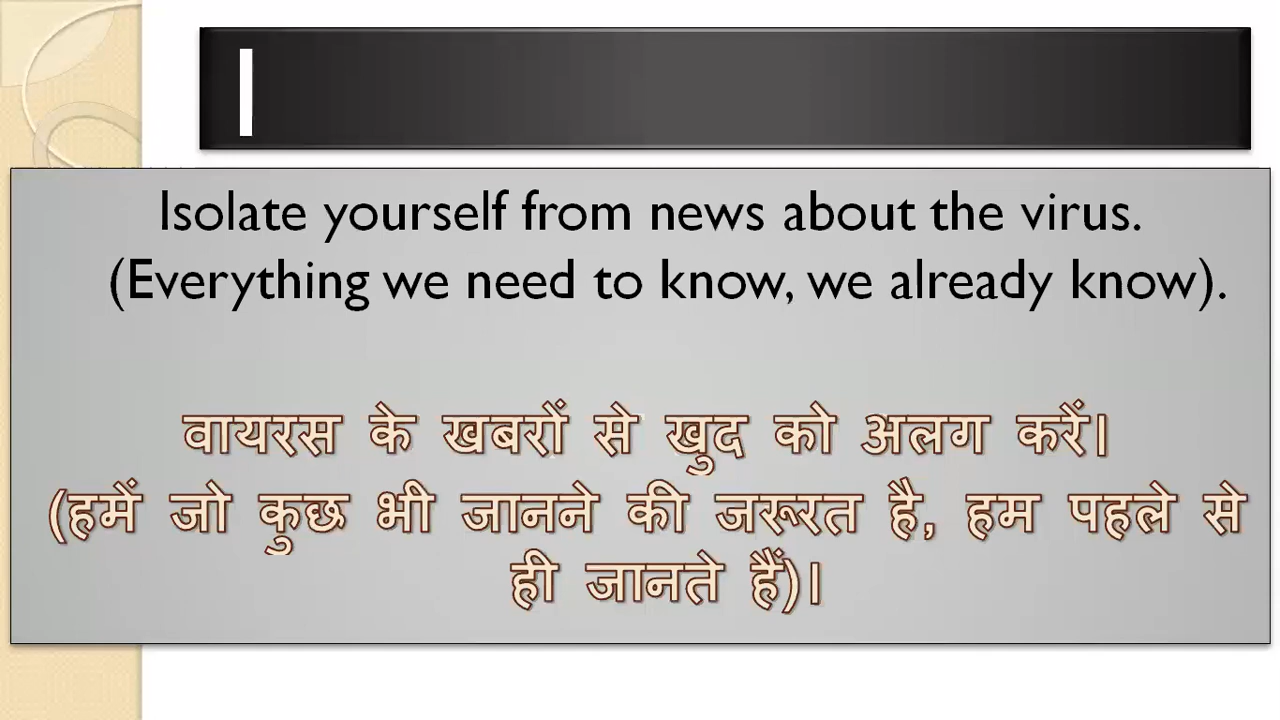 1
Isolate yourself from news about the virus.
(Everything we need to know, we already know).
वायरस के खबरों से खुद को अलग करें।
(हमें जो कुछ भी जानने की जरूरत है, हम पहले से
ही जानते हैं)।